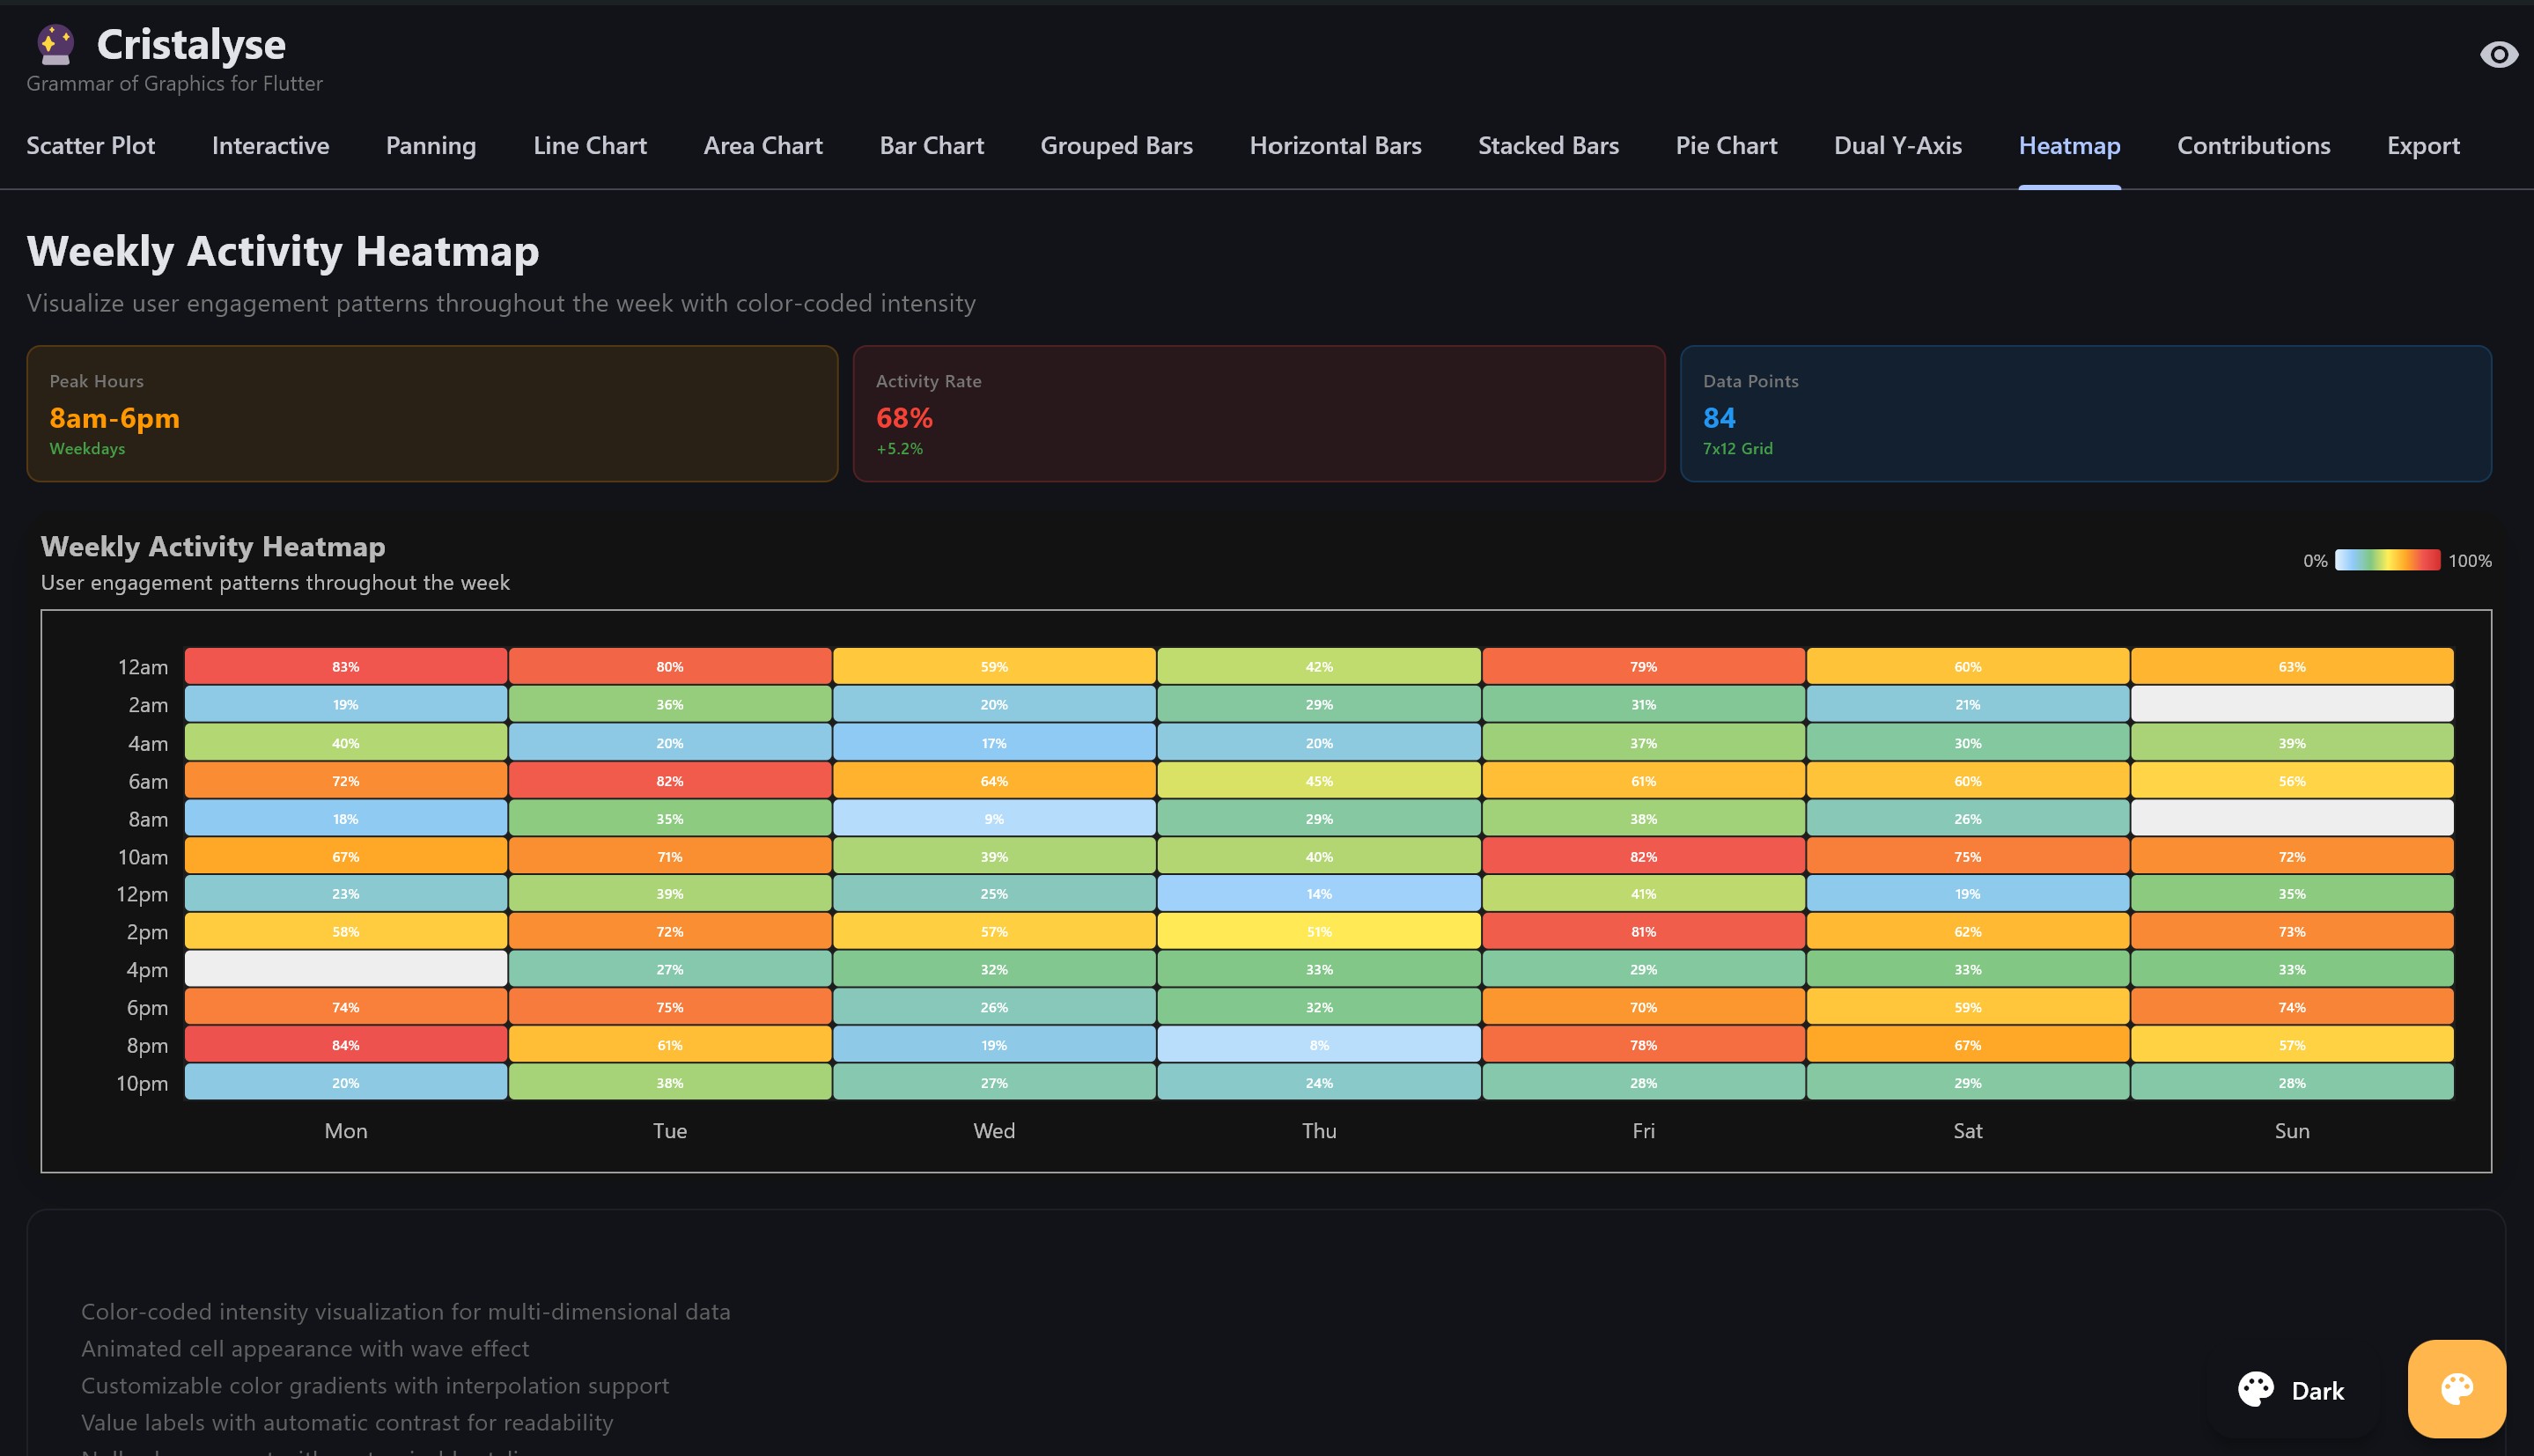 Cristalyse
Grammar of Graphics for Flutter
Scatter Plot Interactive Panning Line Chart Area Chart Bar Chart Grouped Bars Horizontal Bars Stacked Bars Pie Chart Dual Y-Axis Heatmap Contributions Export
Weekly Activity Heatmap
Visualize user engagement patterns throughout the week with color-coded intensity
Peak Hours
8am-6pm
Weekdays
Activity Rate
68%
+5.2%
Data Points
84
7x12 Grid
Weekly Activity Heatmap
User engagement patterns throughout the week
0% 100%
12am 83% 80% 59% 42% 79% 60% 63%
2am 19% 36% 20% 29% 31% 21%
4am 40% 20% 17% 20% 37% 30% 39%
6am 72% 82% 64% 45% 61% 60% 56%
8am 18% 35% 9% 29% 38% 26%
10am 67% 71% 39% 40% 82% 75% 72%
12pm 23% 39% 25% 14% 41% 19% 35%
2pm 58% 72% 57% 51% 81% 62% 73%
4pm 27% 32% 33% 29% 33% 33%
6pm 74% 75% 26% 32% 70% 59% 74%
8pm 84% 61% 19% 8% 78% 67% 57%
10pm 20% 38% 27% 24% 28% 29% 28%
Mon Tue Wed Thu Fri Sat Sun
Color-coded intensity visualization for multi-dimensional data
Animated cell appearance with wave effect
Customizable color gradients with interpolation support
Value labels with automatic contrast for readability
Dark